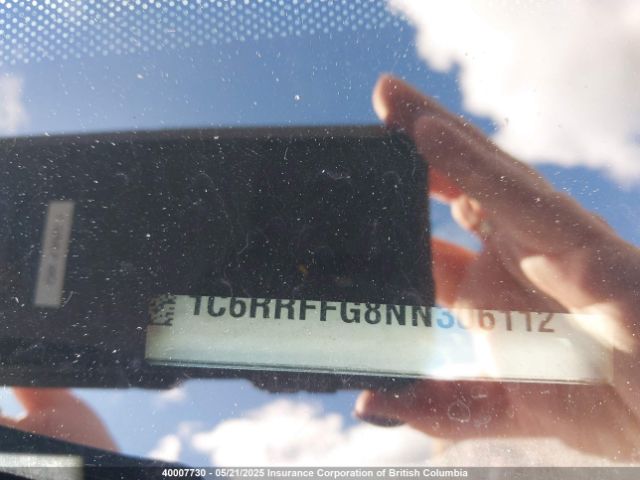 1C6RRFFG8NN306112
40007730 - 05/21/2025 Insurance Corporation of British Columbia